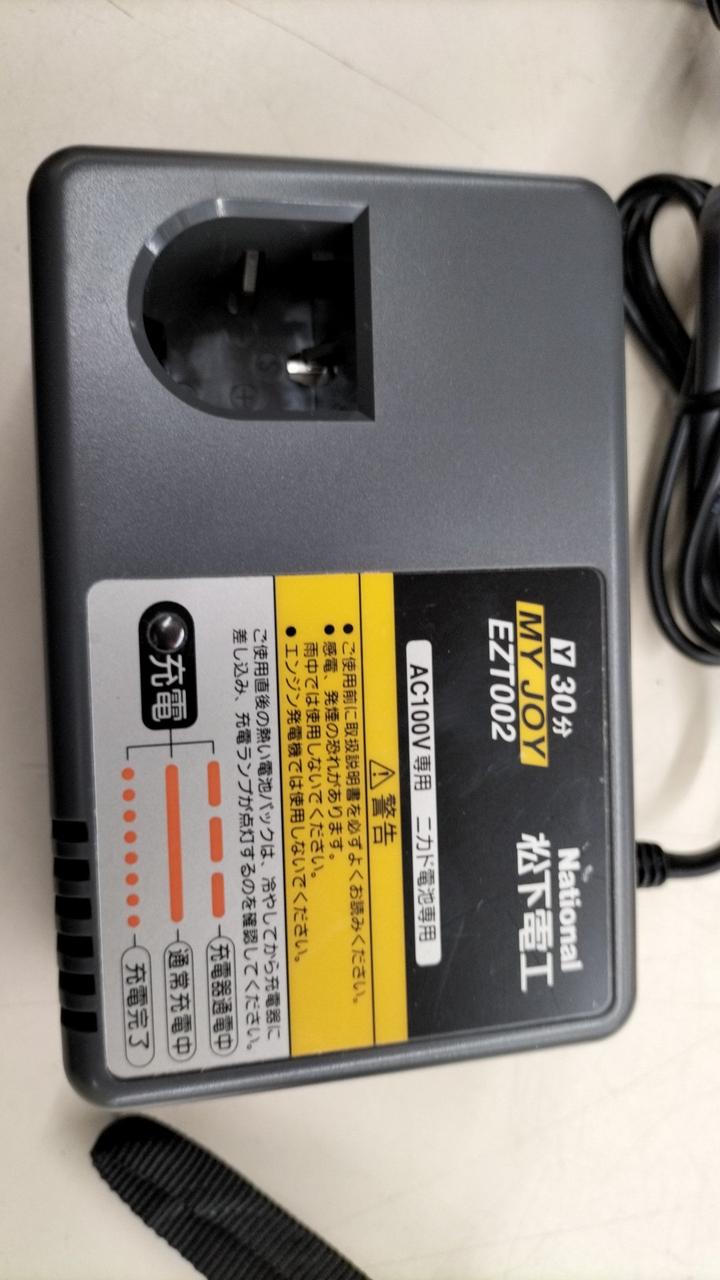 Y 30分
MY JOY
EZT002
National
松下電工
AC100V専用 ニカド電池専用
⚠警告
●ご使用前に取扱説明書を必ずよくお読みください。
●感電、発煙の恐れがあります。
雨中では使用しないでください。
●エンジン発電機では使用しないでください。
ご使用直後の熱い電池パックは、冷やしてから充電器に
差し込み、充電ランプが点灯するのを確認してください。
充電
充電器通電中
通常充電中
充電完了